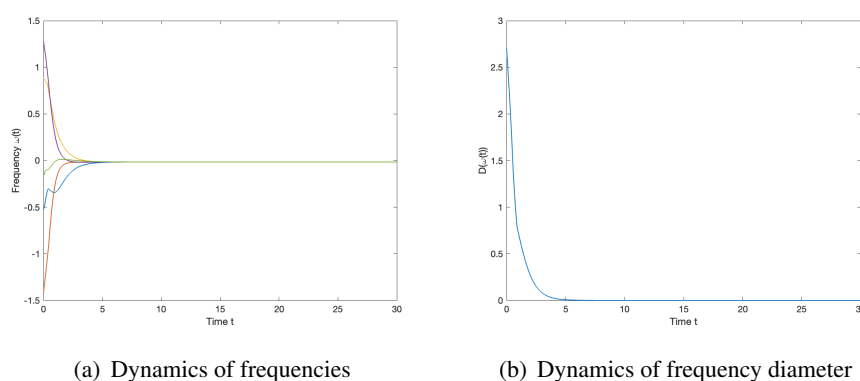 1.5
1
0.5
0
-0.5
-1
-1.5
Frequency ω(t)
0 5 10 15 20 25 30
Time t
(a) Dynamics of frequencies
3
2.5
2
1.5
1
0.5
0
D(ω(t))
0 5 10 15 20 25 30
Time t
(b) Dynamics of frequency diameter